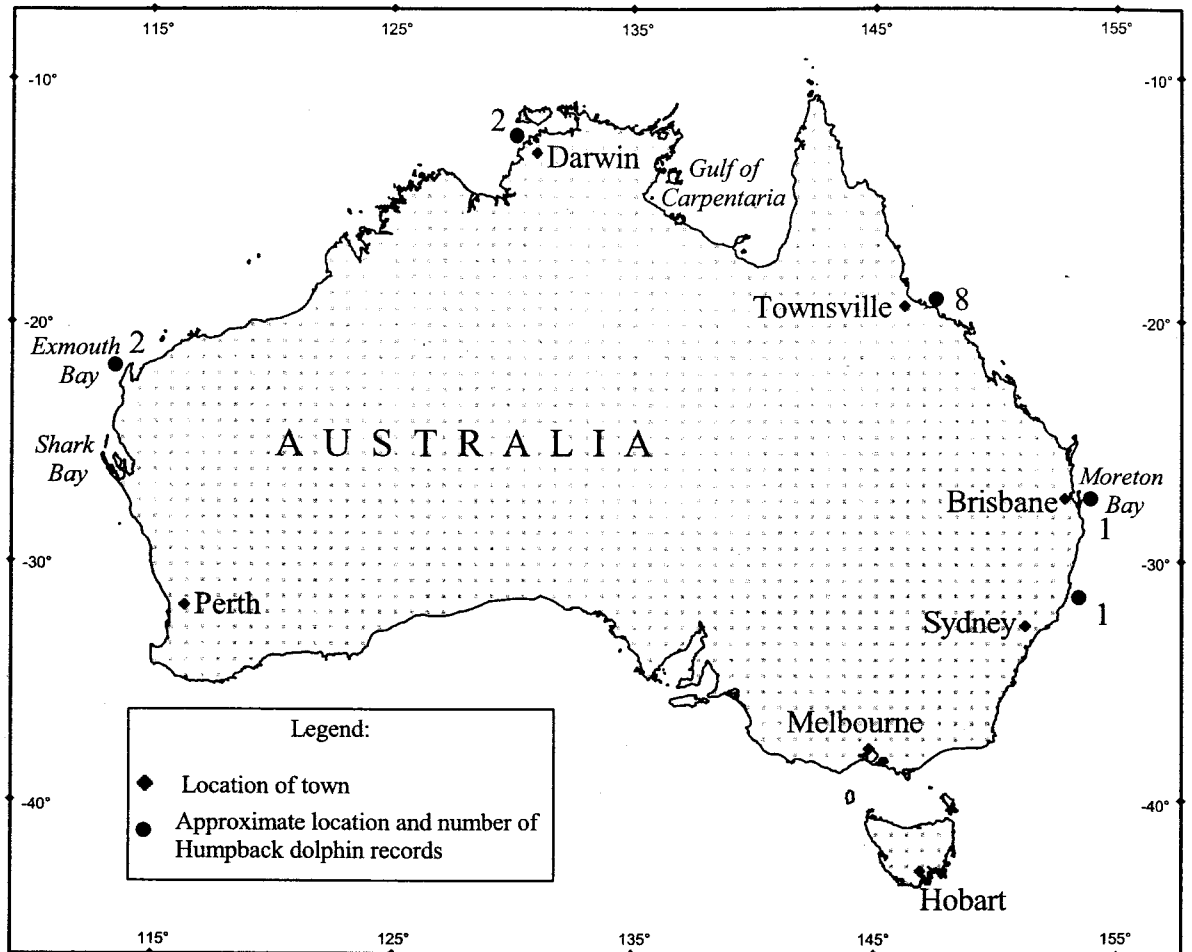 115°
125°
135°
145°
155°
-10°
-10°
2
Darwin
Gulf of
Carpentaria
Townsville
8
-20°
-20°
Exmouth
Bay
2
AUSTRALIA
Shark
Bay
Moreton
Bay
Brisbane
1
-30°
-30°
Perth
Sydney
1
Melbourne
Legend:
Location of town
Approximate location and number of
Humpback dolphin records
-40°
-40°
Hobart
115°
125°
135°
145°
155°